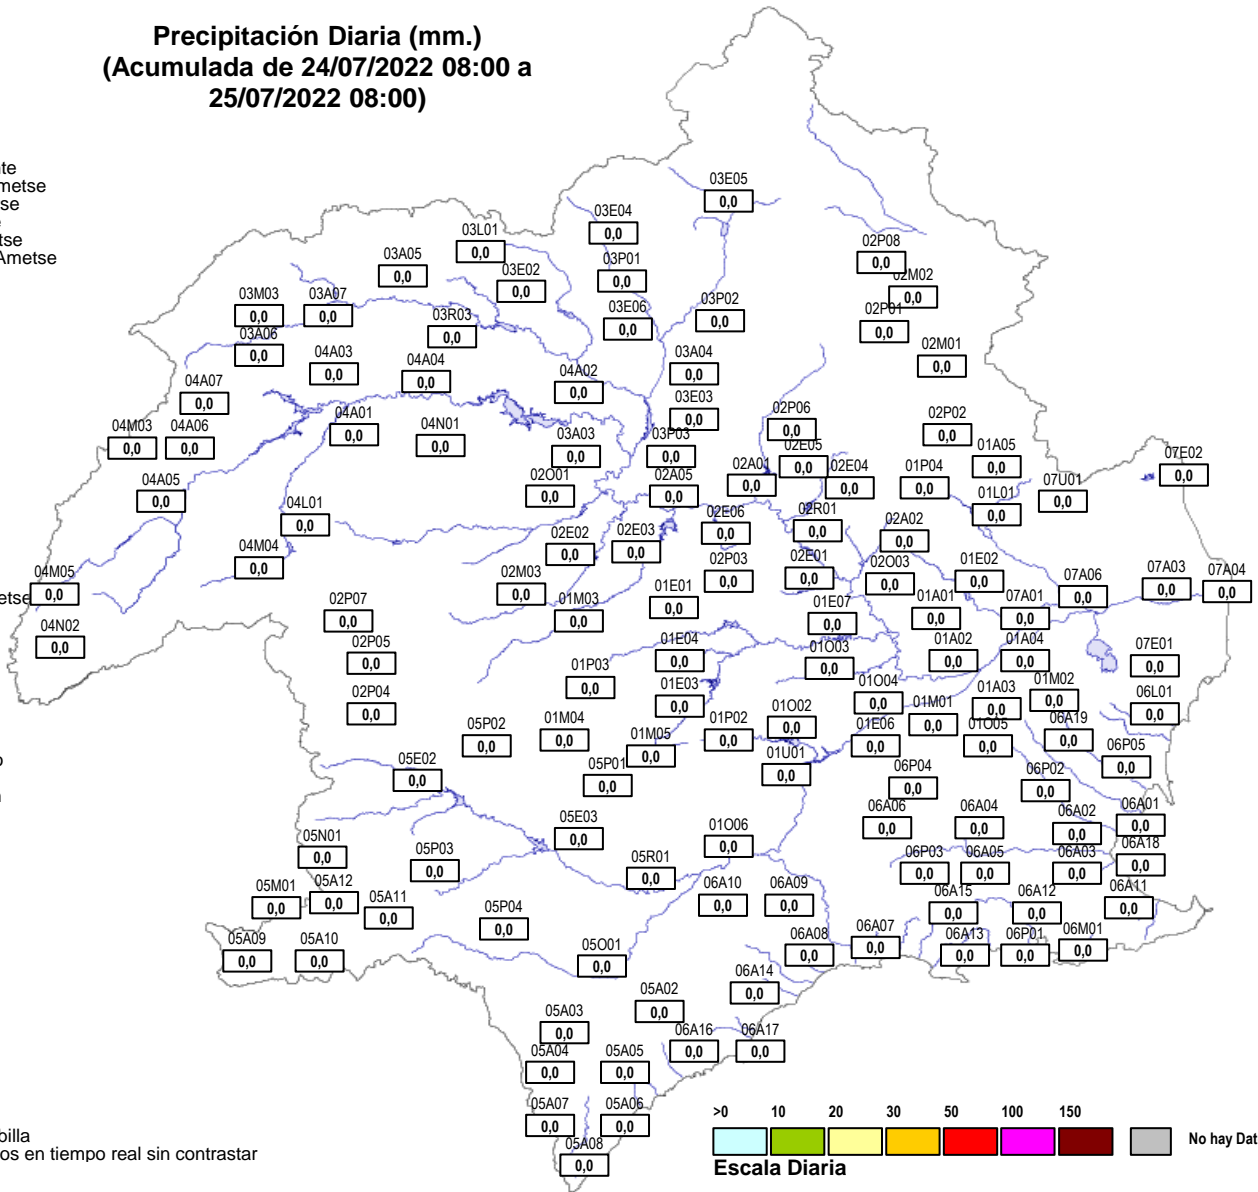 Precipitación Diaria (mm.)
(Acumulada de 24/07/2022 08:00 a
25/07/2022 08:00)
nte
metse
se
e
tse
Ametse
03E05
0,0
03E04
0,0
03L01
0,0
02P08
0,0
03A05
0,0
03P01
0,0
03E02
0,0
02M02
0,0
03M03
0,0
03A07
0,0
03P02
0,0
03E06
0,0
02P01
0,0
03R03
0,0
03A06
0,0
02M01
0,0
04A03
0,0
03A04
0,0
04A04
0,0
04A02
0,0
04A07
0,0
03E03
0,0
02P06
0,0
04A01
0,0
02P02
0,0
04M03
0,0
04A06
0,0
04N01
0,0
03A03
0,0
03P03
0,0
02E05
0,0
01A05
0,0
07E02
0,0
02A01
0,0
02E04
0,0
01P04
0,0
04A05
0,0
02O01
0,0
02A05
0,0
07U01
0,0
01L01
0,0
04L01
0,0
02R01
0,0
02E06
0,0
02A02
0,0
02E02
0,0
02E03
0,0
04M04
0,0
02P03
0,0
02E01
0,0
02O03
0,0
01E02
0,0
04M05
0,0
etse
02M03
0,0
07A06
0,0
07A03
0,0
07A04
0,0
02P07
0,0
01M03
0,0
01E01
0,0
01E07
0,0
01A01
0,0
07A01
0,0
04N02
0,0
02P05
0,0
01E04
0,0
01O03
0,0
01A02
0,0
01A04
0,0
07E01
0,0
01P03
0,0
02P04
0,0
01E03
0,0
01O04
0,0
01A03
0,0
01M02
0,0
06L01
0,0
05P02
0,0
01M04
0,0
01P02
0,0
01O02
0,0
01M01
0,0
01M05
0,0
01E06
0,0
01O05
0,0
06A19
0,0
o
05E02
0,0
05P01
0,0
01U01
0,0
06P04
0,0
06P02
0,0
06P05
0,0
05E03
0,0
01O06
0,0
06A06
0,0
06A04
0,0
06A02
0,0
06A01
0,0
05N01
0,0
05P03
0,0
05R01
0,0
06P03
0,0
06A05
0,0
06A03
0,0
06A18
0,0
05M01
0,0
05A12
0,0
05A11
0,0
06A10
0,0
06A09
0,0
06A15
0,0
06A12
0,0
06A11
0,0
05P04
0,0
05A09
0,0
05A10
0,0
05O01
0,0
06A08
0,0
06A07
0,0
06A13
0,0
06P01
0,0
06M01
0,0
06A14
0,0
05A02
0,0
05A03
0,0
06A16
0,0
06A17
0,0
05A04
0,0
05A05
0,0
05A07
0,0
05A06
0,0
05A08
0,0
billa
os en tiempo real sin contrastar
>0 10 20 30 50 100 150
No hay Dat
Escala Diaria